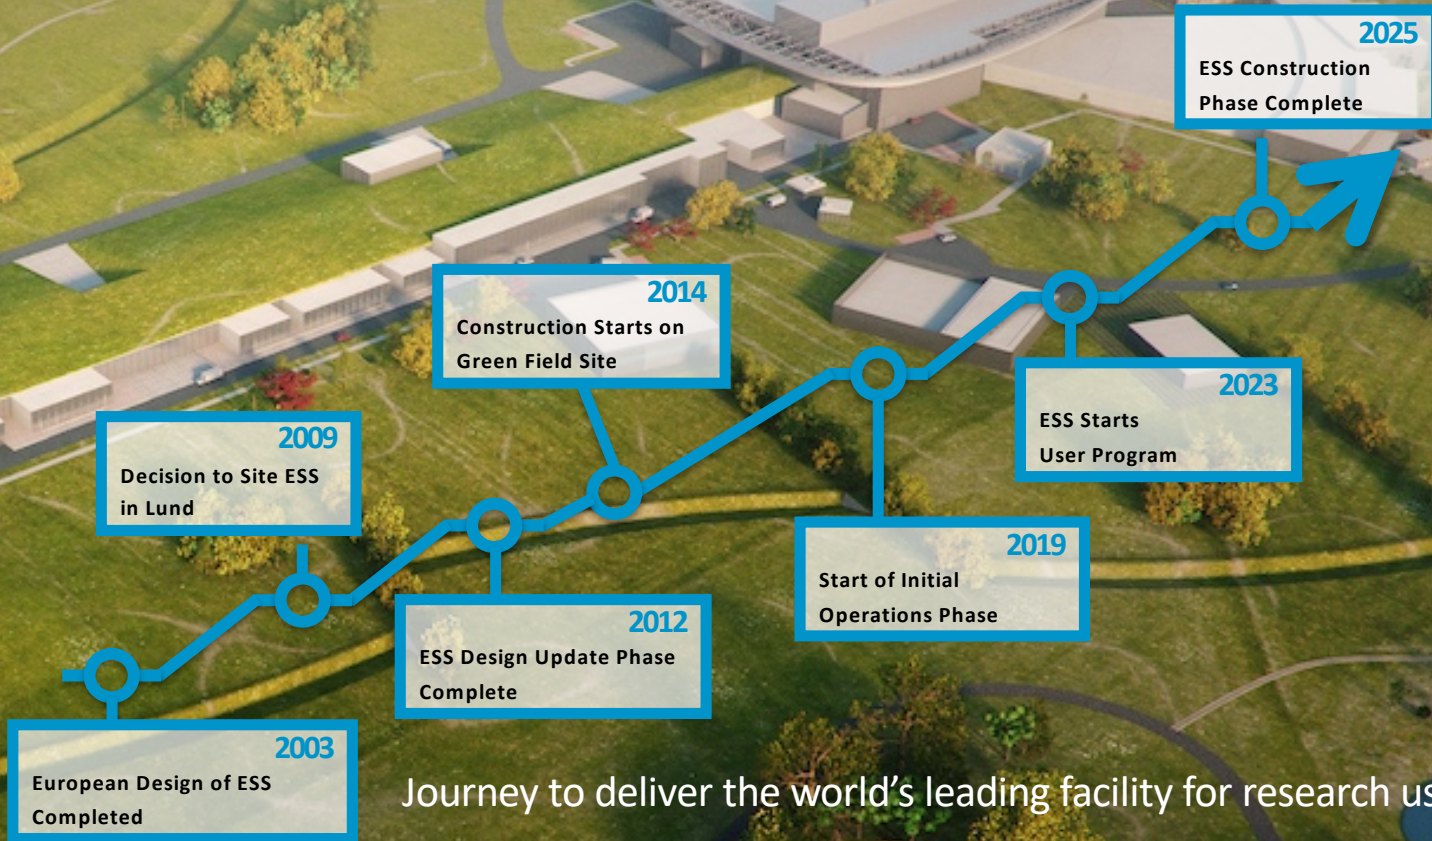 2003
European Design of ESS
Completed
2009
Decision to Site ESS
in Lund
2012
ESS Design Update Phase
Complete
2014
Construction Starts on
Green Field Site
2019
Start of Initial
Operations Phase
2023
ESS Starts
User Program
2025
ESS Construction
Phase Complete
Journey to deliver the world’s leading facility for research